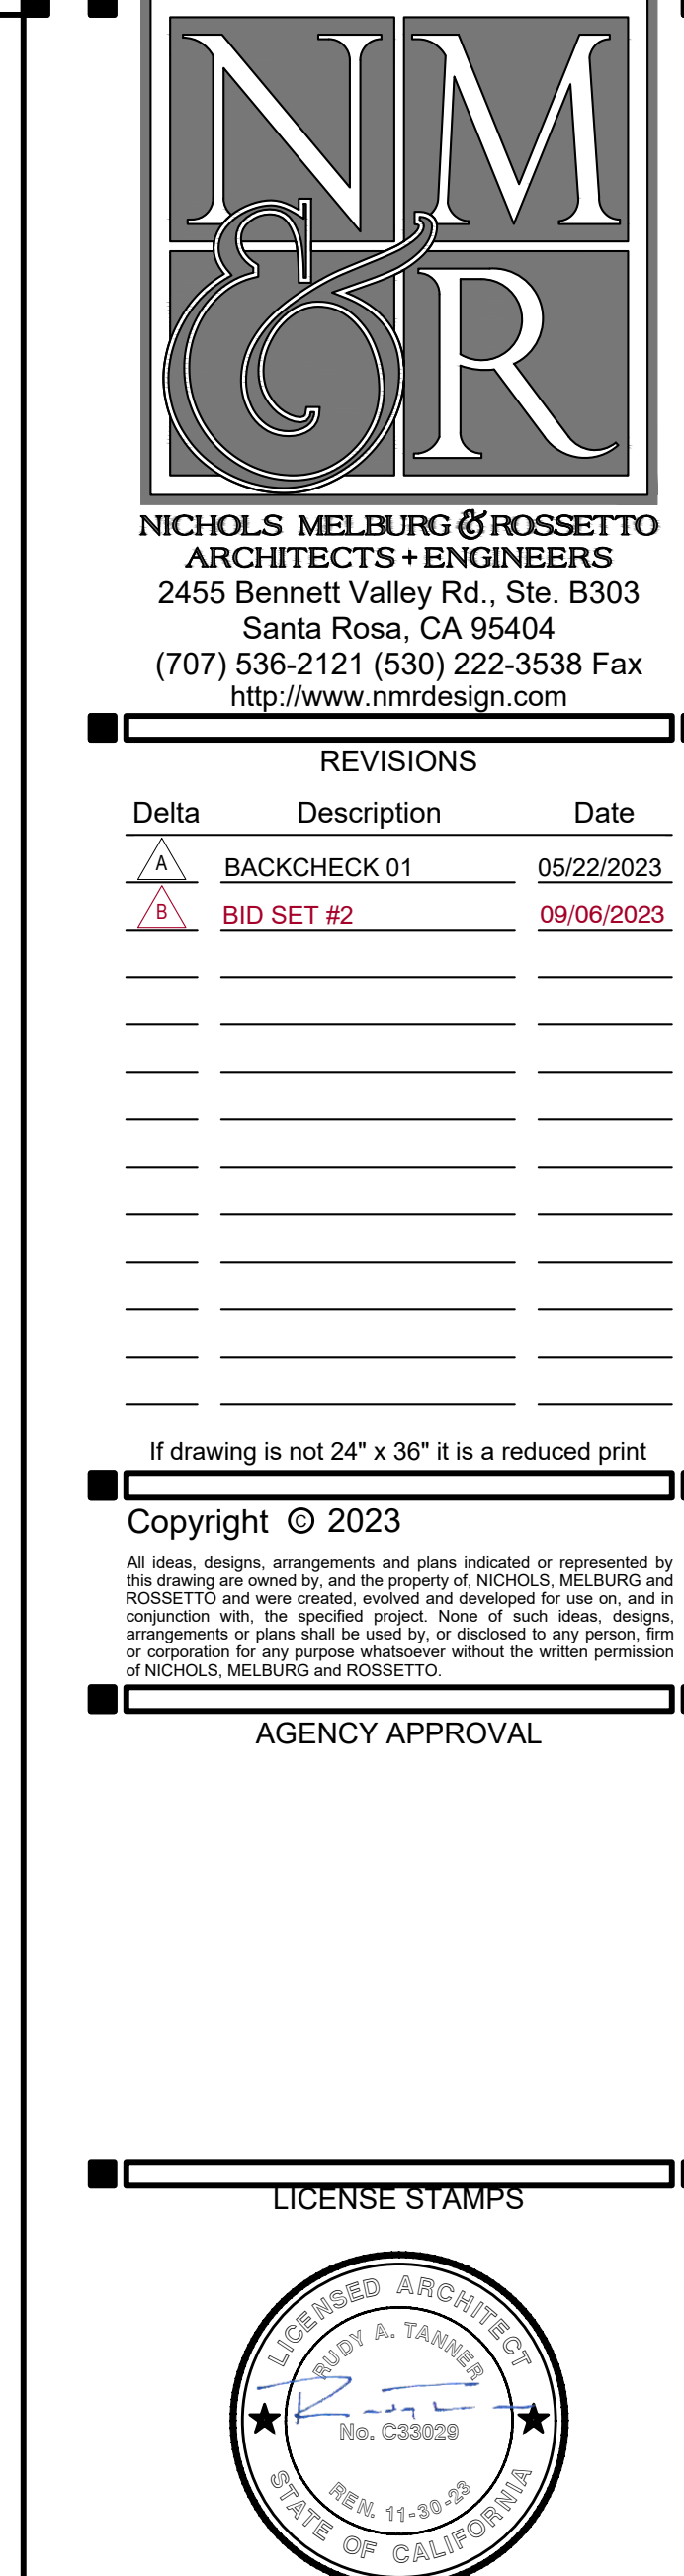 N M
& R
NICHOLS MELBURG & ROSSETTO
ARCHITECTS + ENGINEERS
2455 Bennett Valley Rd., Ste. B303
Santa Rosa, CA 95404
(707) 536-2121 (530) 222-3538 Fax
http://www.nmrdesign.com
REVISIONS
Delta Description Date
A BACKCHECK 01 05/22/2023
B BID SET #2 09/06/2023
If drawing is not 24" x 36" it is a reduced print
Copyright © 2023
All ideas, designs, arrangements and plans indicated or represented by
this drawing are owned by, and the property of, NICHOLS, MELBURG and
ROSSETTO and were created, evolved and developed for use on, and in
conjunction with, the specified project. None of such ideas, designs,
arrangements or plans shall be used by, or disclosed to any person, firm
or corporation for any purpose whatsoever without the written permission
of NICHOLS, MELBURG and ROSSETTO.
AGENCY APPROVAL
LICENSE STAMPS
LICENSED ARCHITECT
RUDY A. TANNER
No. C33029
REN. 11-30-23
STATE OF CALIFORNIA